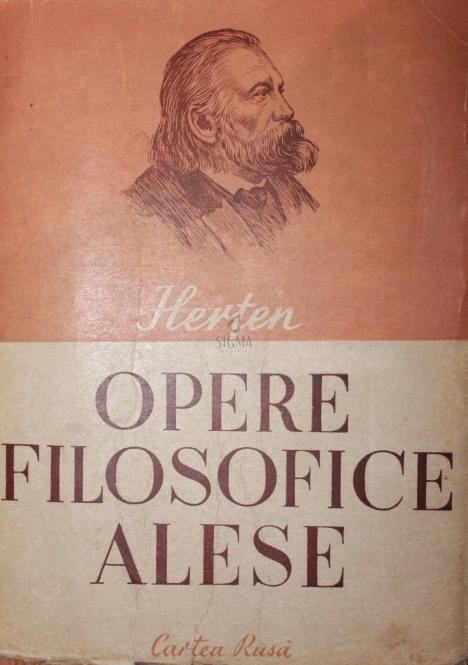 Herten
SIGMA
OPERE
FILOSOFICE
ALESE
Cartea Rusă